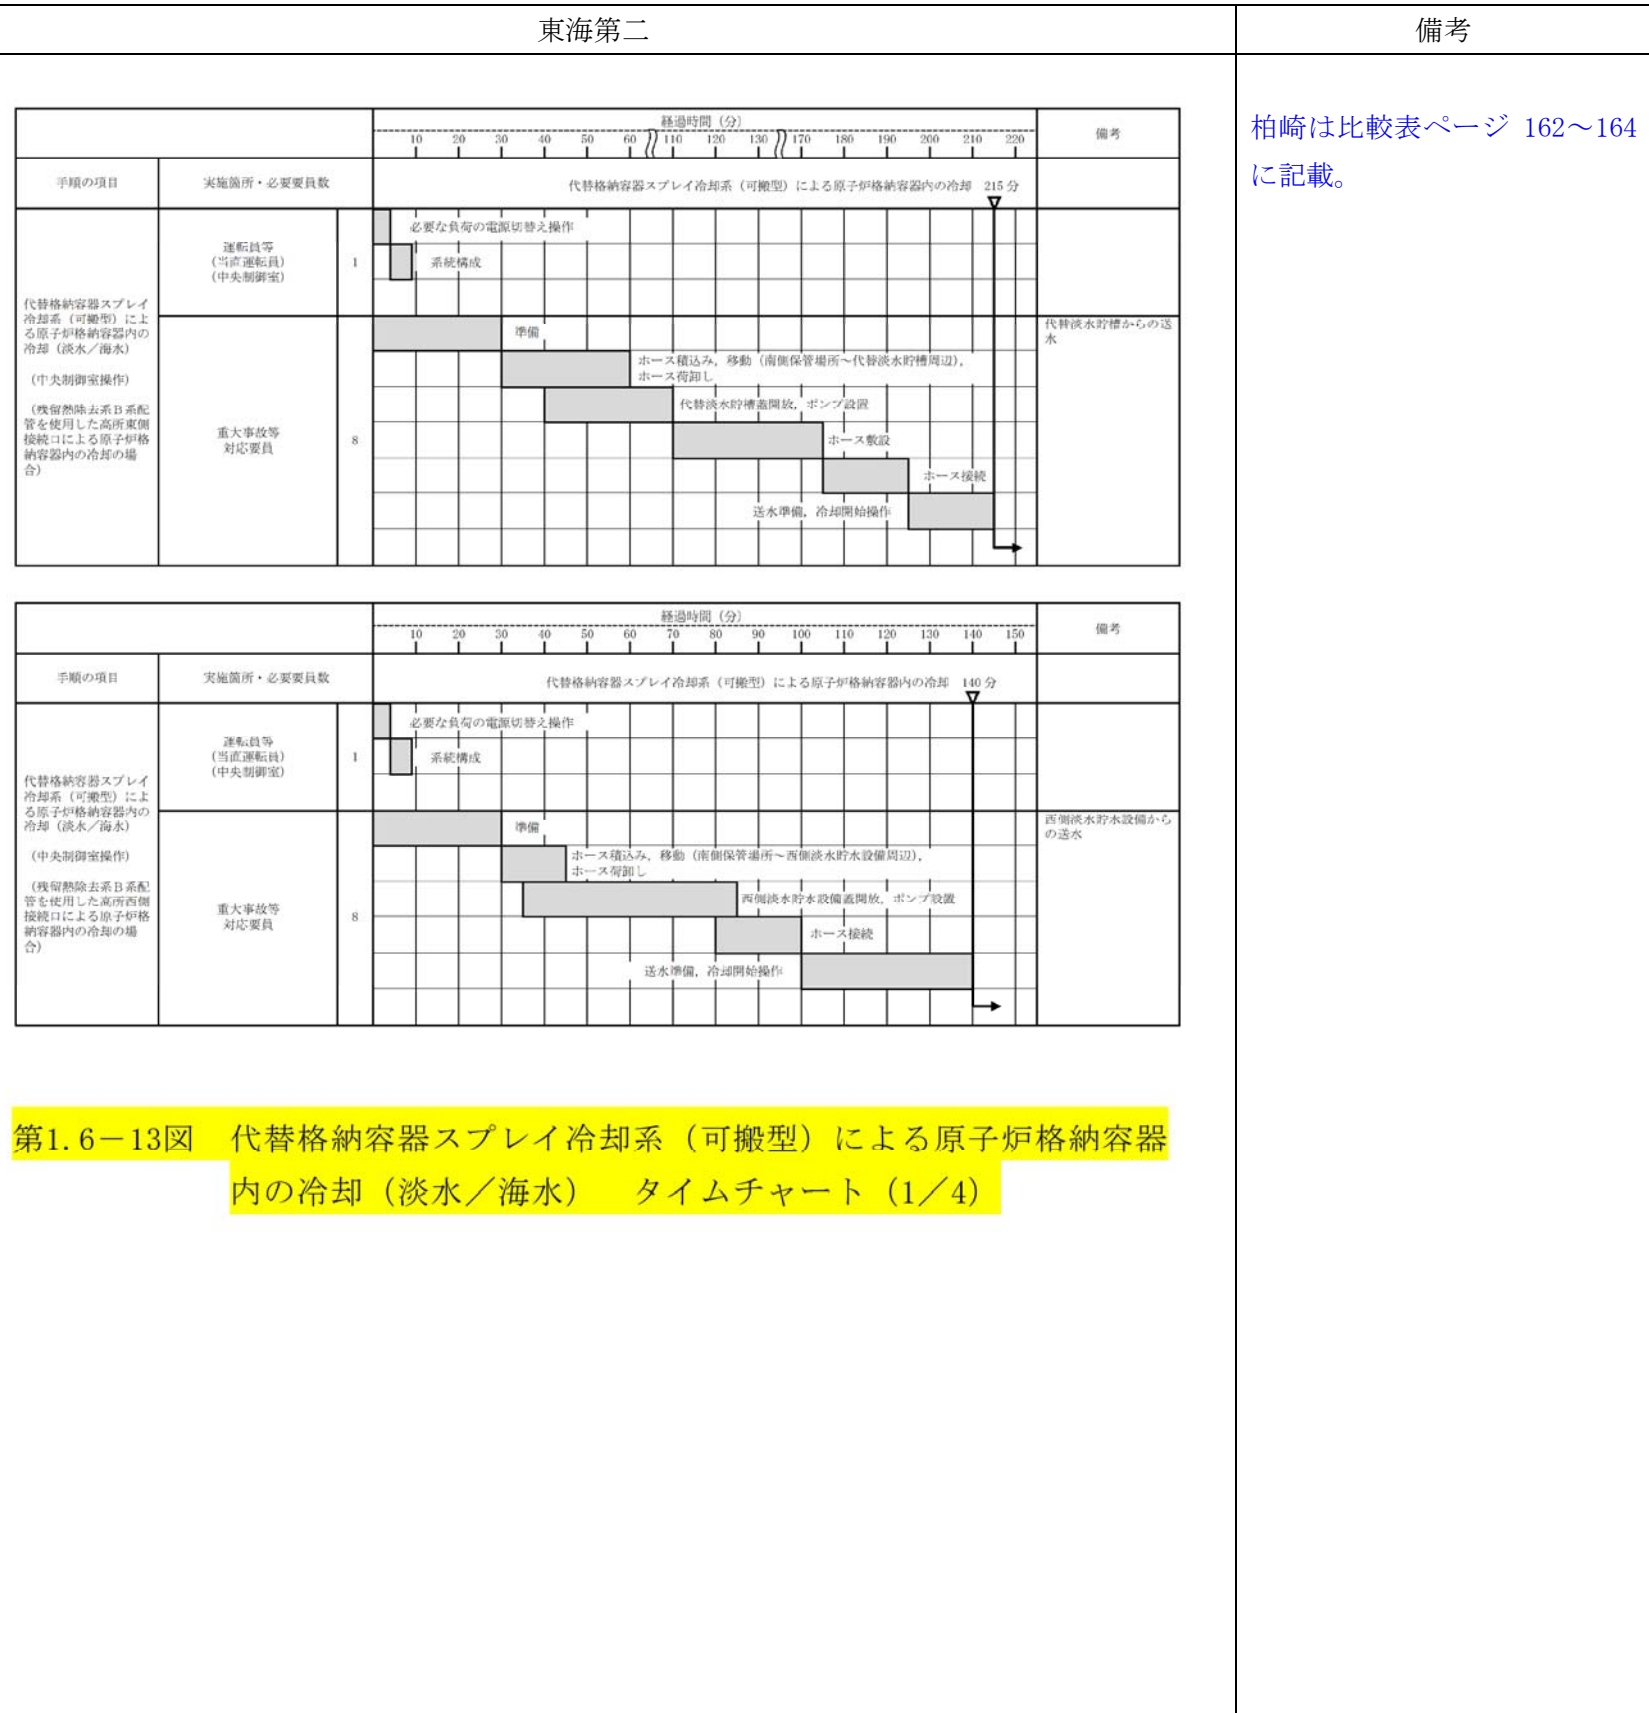 東海第二
備考
経過時間（分）
10 20 30 40 50 60 110 120 130 170 180 190 200 210 220
備考
手順の項目
実施箇所・必要要員数
代替格納容器スプレイ冷却系（可搬型）による原子炉格納容器内の冷却 215 分
代替格納容器スプレイ
冷却系（可搬型）によ
る原子炉格納容器内の
冷却（淡水／海水）
（中央制御室操作）
（残留熱除去系Ｂ系配
管を使用した高所東側
接続口による原子炉格
納容器内の冷却の場
合）
運転員等
（当直運転員）
（中央制御室）
1
必要な負荷の電源切替え操作
系統構成
重大事故等
対応要員
8
準備
ホース積込み，移動（南側保管場所～代替淡水貯槽周辺），
ホース荷卸し
代替淡水貯槽蓋開放，ポンプ設置
ホース敷設
ホース接続
送水準備，冷却開始操作
代替淡水貯槽からの送
水
経過時間（分）
10 20 30 40 50 60 70 80 90 100 110 120 130 140 150
備考
手順の項目
実施箇所・必要要員数
代替格納容器スプレイ冷却系（可搬型）による原子炉格納容器内の冷却 140 分
代替格納容器スプレイ
冷却系（可搬型）によ
る原子炉格納容器内の
冷却（淡水／海水）
（中央制御室操作）
（残留熱除去系Ｂ系配
管を使用した高所西側
接続口による原子炉格
納容器内の冷却の場
合）
運転員等
（当直運転員）
（中央制御室）
1
必要な負荷の電源切替え操作
系統構成
重大事故等
対応要員
8
準備
ホース積込み，移動（南側保管場所～西側淡水貯水設備周辺），
ホース荷卸し
西側淡水貯水設備蓋開放，ポンプ設置
ホース接続
送水準備，冷却開始操作
西側淡水貯水設備から
の送水
第1.6－13図　代替格納容器スプレイ冷却系（可搬型）による原子炉格納容器
内の冷却（淡水／海水）　タイムチャート（1／4）
柏崎は比較表ページ 162～164
に記載。